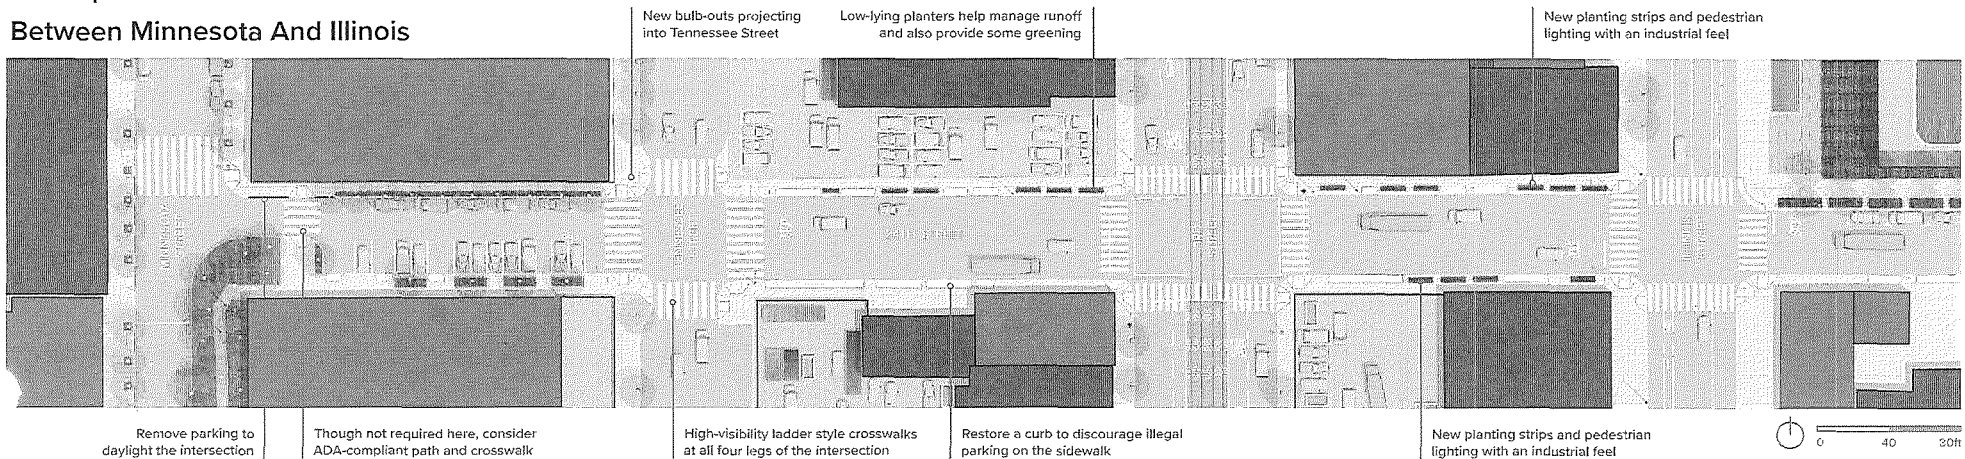 Between Minnesota And Illinois
New bulb-outs projecting
into Tennessee Street
Low-lying planters help manage runoff
and also provide some greening
New planting strips and pedestrian
lighting with an industrial feel
Remove parking to
daylight the intersection
Though not required here, consider
ADA-compliant path and crosswalk
High-visibility ladder style crosswalks
at all four legs of the intersection
Restore a curb to discourage illegal
parking on the sidewalk
New planting strips and pedestrian
lighting with an industrial feel
0 40 80ft